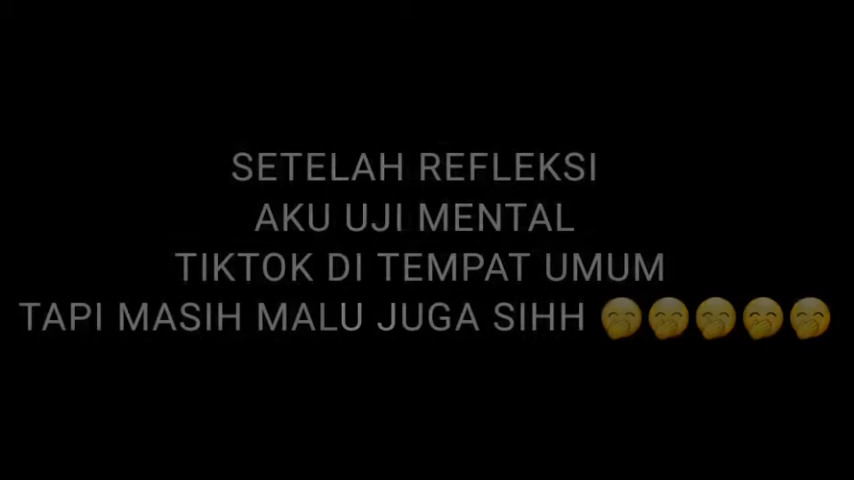 SETELAH REFLEKSI
AKU UJI MENTAL
TIKTOK DI TEMPAT UMUM
TAPI MASIH MALU JUGA SIHH 🤭🤭🤭🤭🤭